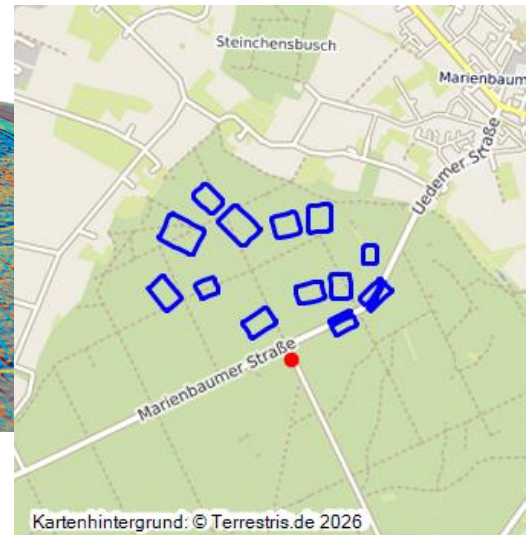 Steinchensbusch
Marienbaum
Uedemer Straße
Marienbaumer Straße
Kartenhintergrund: © Terrestris.de 2026